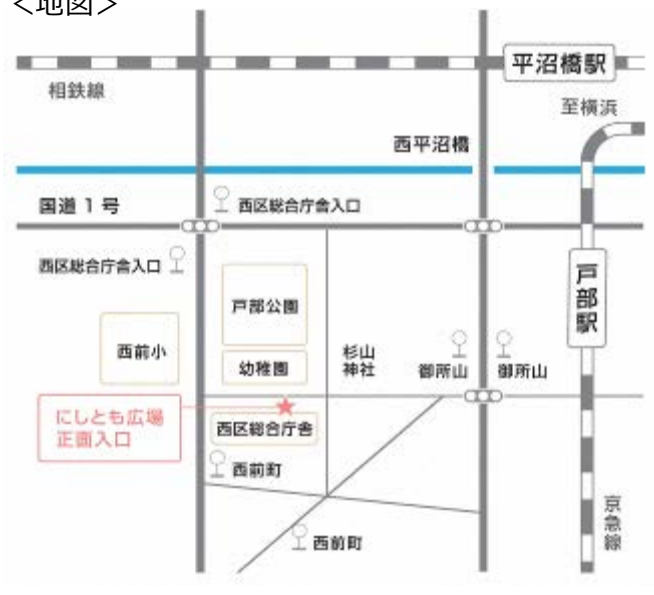 ＜地図＞
平沼橋駅
相鉄線
至横浜
西平沼橋
国道1号
西区総合庁舎入口
西区総合庁舎入口
戸部公園
戸部駅
西前小
幼稚園
杉山
神社
御所山
御所山
にしとも広場
正面入口
西区総合庁舎
西前町
西前町
京急線